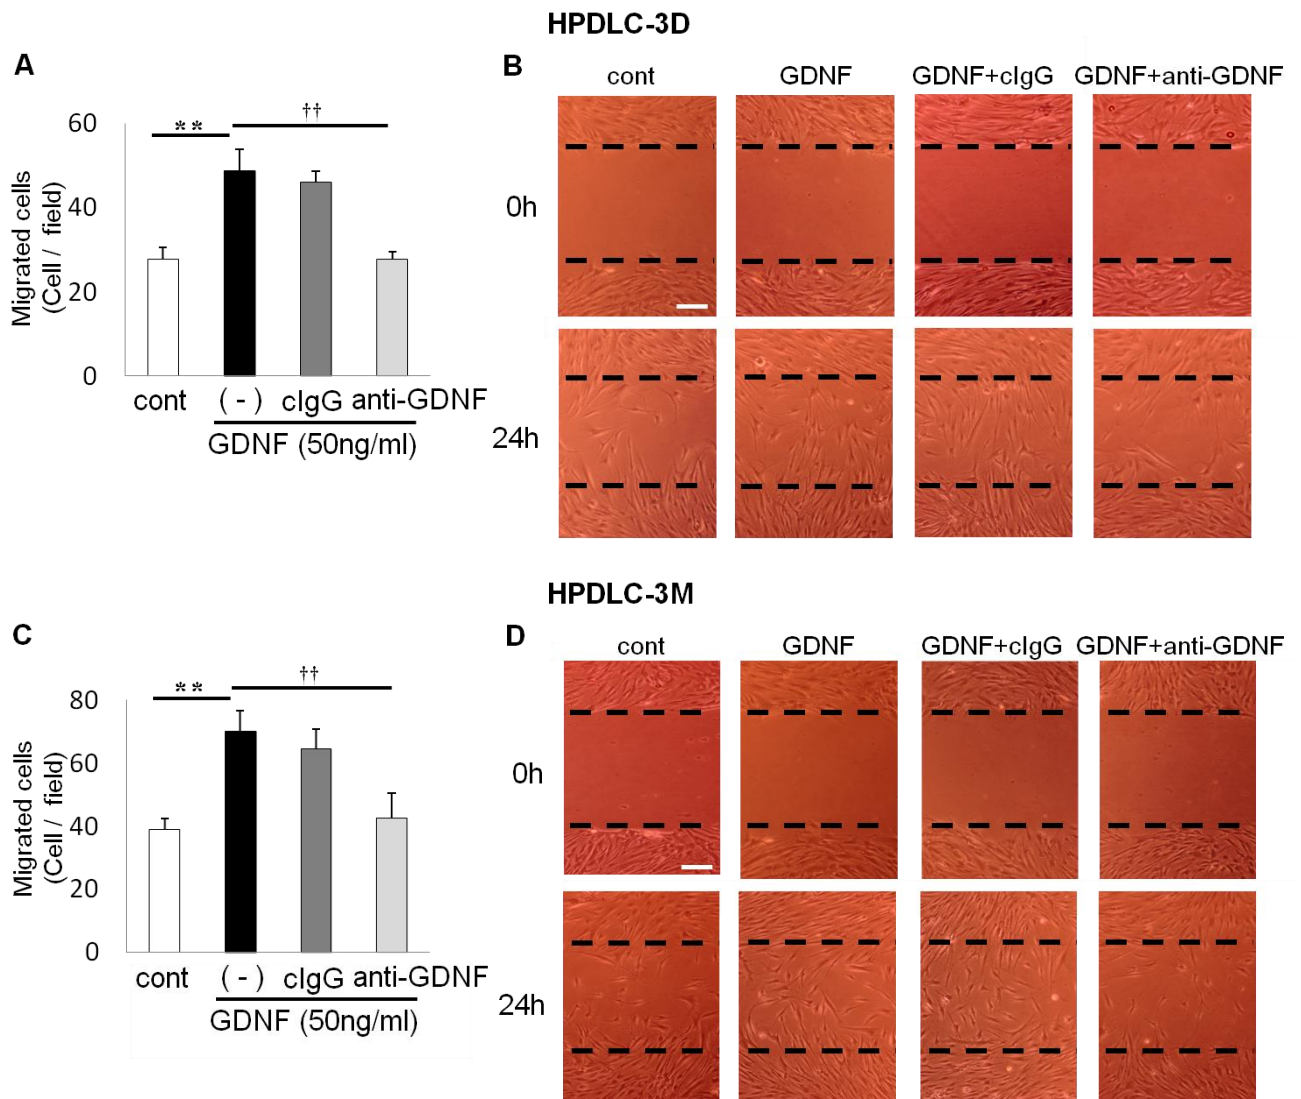 HPDLC-3D
A
60
40
20
0
Migrated cells
(Cell / field)
**
††
cont
(-)
cIgG
anti-GDNF
GDNF (50ng/ml)
B
cont
GDNF
GDNF+cIgG
GDNF+anti-GDNF
0h
24h
HPDLC-3M
C
80
60
40
20
0
Migrated cells
(Cell / field)
**
††
cont
(-)
cIgG
anti-GDNF
GDNF (50ng/ml)
D
cont
GDNF
GDNF+cIgG
GDNF+anti-GDNF
0h
24h